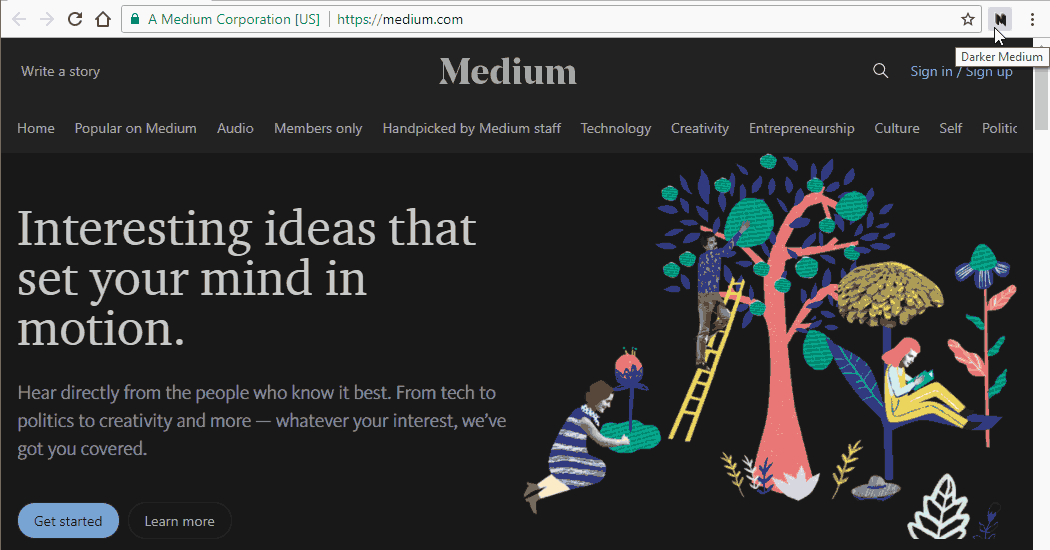 A Medium Corporation [US] | https://medium.com
Darker Medium
Write a story
Medium
Sign in / Sign up
Home Popular on Medium Audio Members only Handpicked by Medium staff Technology Creativity Entrepreneurship Culture Self Politic
Interesting ideas that
set your mind in
motion.
Hear directly from the people who know it best. From tech to
politics to creativity and more — whatever your interest, we’ve
got you covered.
Get started
Learn more